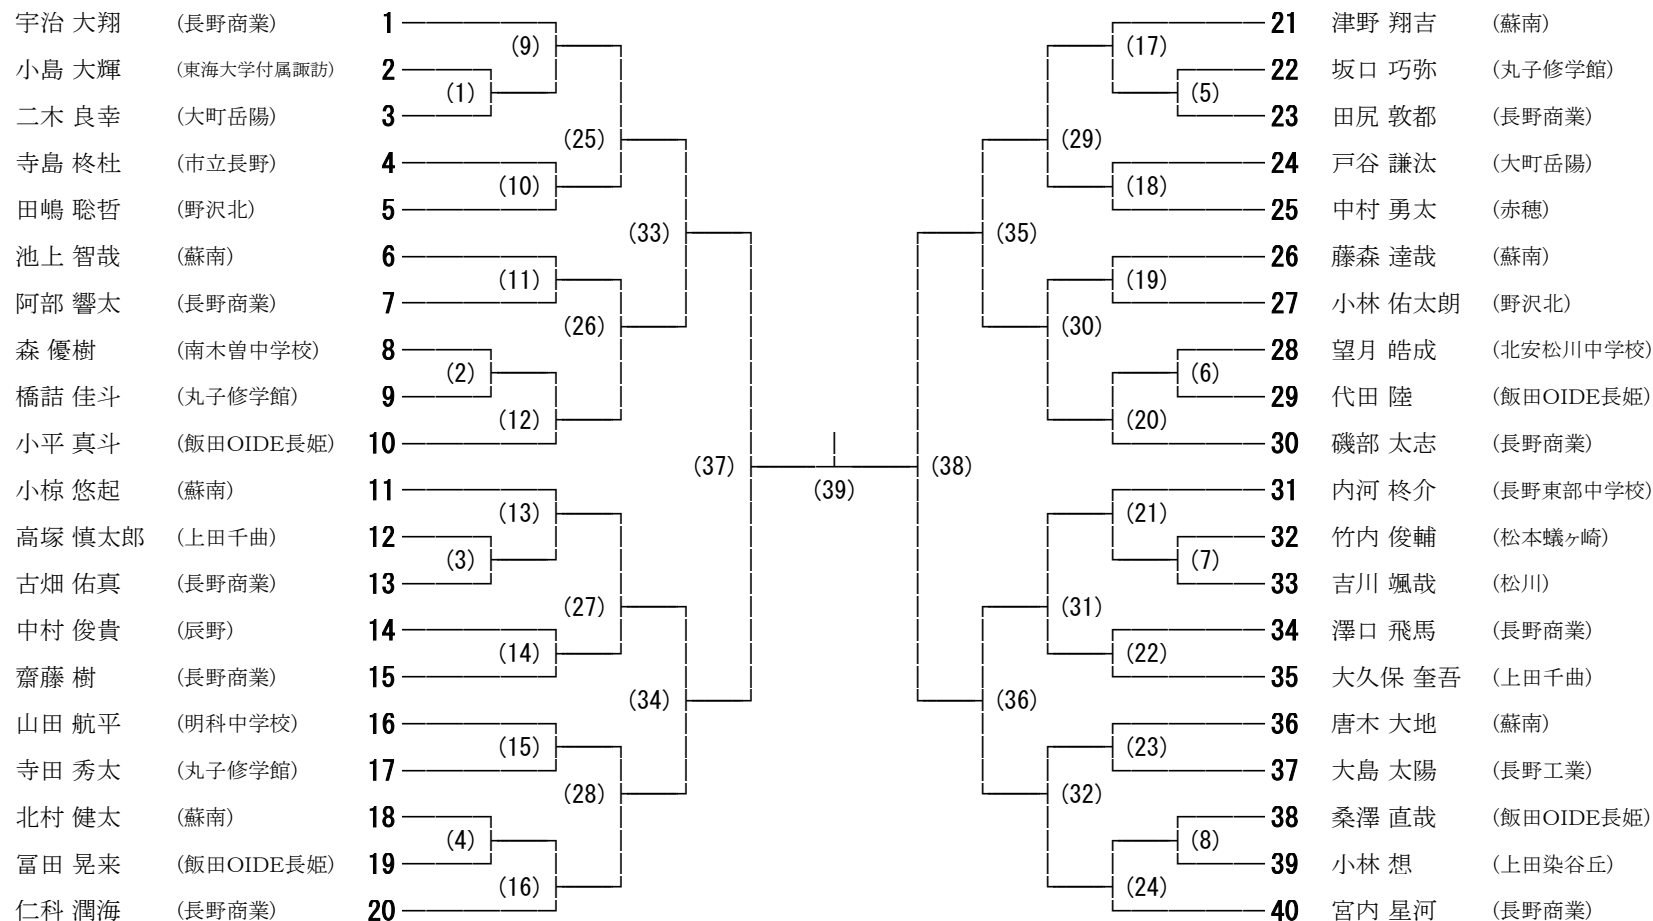 宇治 大翔 (長野商業) 1
小島 大輝 (東海大学付属諏訪) 2
二木 良幸 (大町岳陽) 3
寺島 柊杜 (市立長野) 4
田嶋 聡哲 (野沢北) 5
池上 智哉 (蘇南) 6
阿部 響太 (長野商業) 7
森 優樹 (南木曽中学校) 8
橋詰 佳斗 (丸子修学館) 9
小平 真斗 (飯田OIDE長姫) 10
小椋 悠起 (蘇南) 11
高塚 慎太郎 (上田千曲) 12
古畑 佑真 (長野商業) 13
中村 俊貴 (辰野) 14
齋藤 樹 (長野商業) 15
山田 航平 (明科中学校) 16
寺田 秀太 (丸子修学館) 17
北村 健太 (蘇南) 18
冨田 晃来 (飯田OIDE長姫) 19
仁科 潤海 (長野商業) 20
(1)
(2)
(3)
(4)
(9)
(10)
(11)
(12)
(13)
(14)
(15)
(16)
(25)
(26)
(27)
(28)
(33)
(34)
(37)
(39)
(38)
(35)
(36)
(29)
(30)
(31)
(32)
(17)
(18)
(19)
(20)
(21)
(22)
(23)
(24)
(5)
(6)
(7)
(8)
21 津野 翔吉 (蘇南)
22 坂口 巧弥 (丸子修学館)
23 田尻 敦都 (長野商業)
24 戸谷 謙汰 (大町岳陽)
25 中村 勇太 (赤穂)
26 藤森 達哉 (蘇南)
27 小林 佑太朗 (野沢北)
28 望月 皓成 (北安松川中学校)
29 代田 陸 (飯田OIDE長姫)
30 磯部 太志 (長野商業)
31 内河 柊介 (長野東部中学校)
32 竹内 俊輔 (松本蟻ヶ崎)
33 吉川 颯哉 (松川)
34 澤口 飛馬 (長野商業)
35 大久保 奎吾 (上田千曲)
36 唐木 大地 (蘇南)
37 大島 太陽 (長野工業)
38 桑澤 直哉 (飯田OIDE長姫)
39 小林 想 (上田染谷丘)
40 宮内 星河 (長野商業)